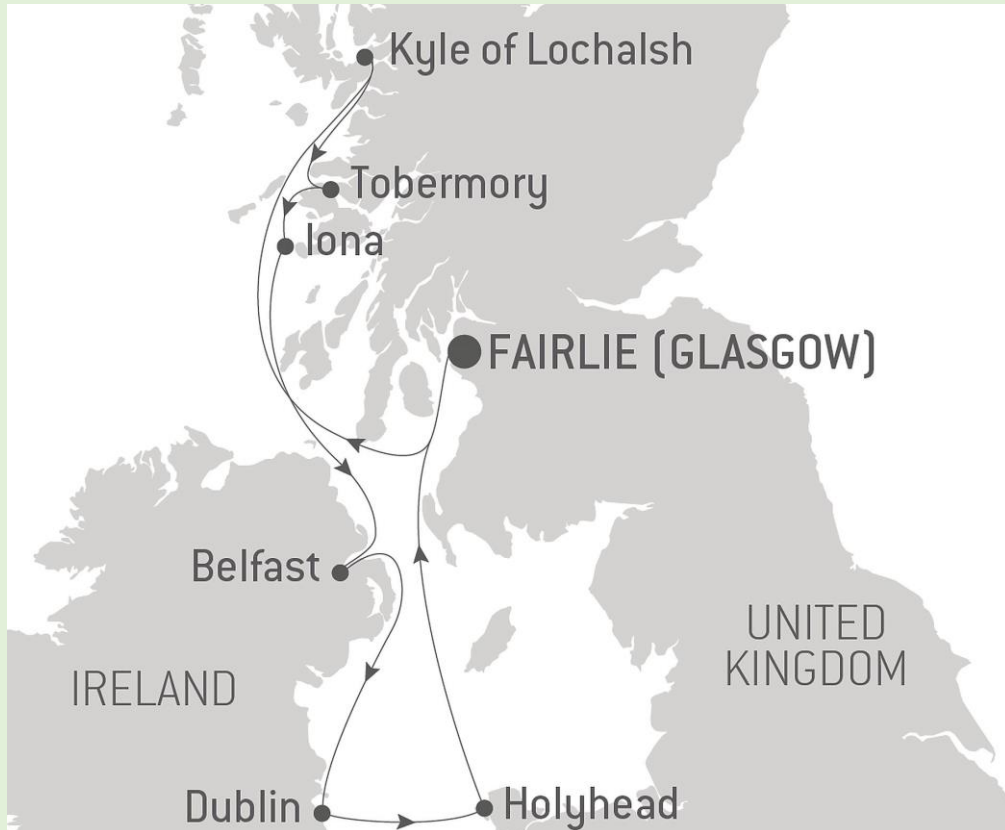 Kyle of Lochalsh
Tobermory
Iona
FAIRLIE (GLASGOW)
Belfast
UNITED
KINGDOM
IRELAND
Dublin
Holyhead